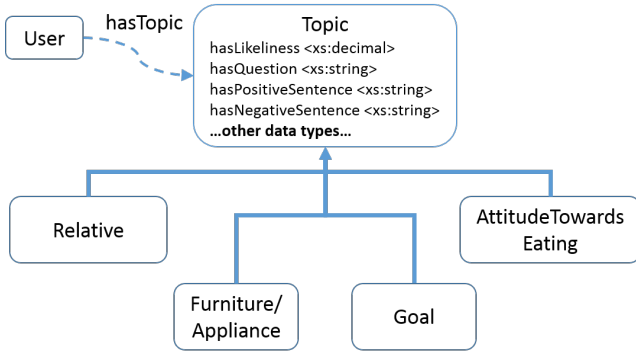 User
hasTopic
Topic
hasLikeliness <xs:decimal>
hasQuestion <xs:string>
hasPositiveSentence <xs:string>
hasNegativeSentence <xs:string>
...other data types...
Relative
AttitudeTowards
Eating
Furniture/
Appliance
Goal